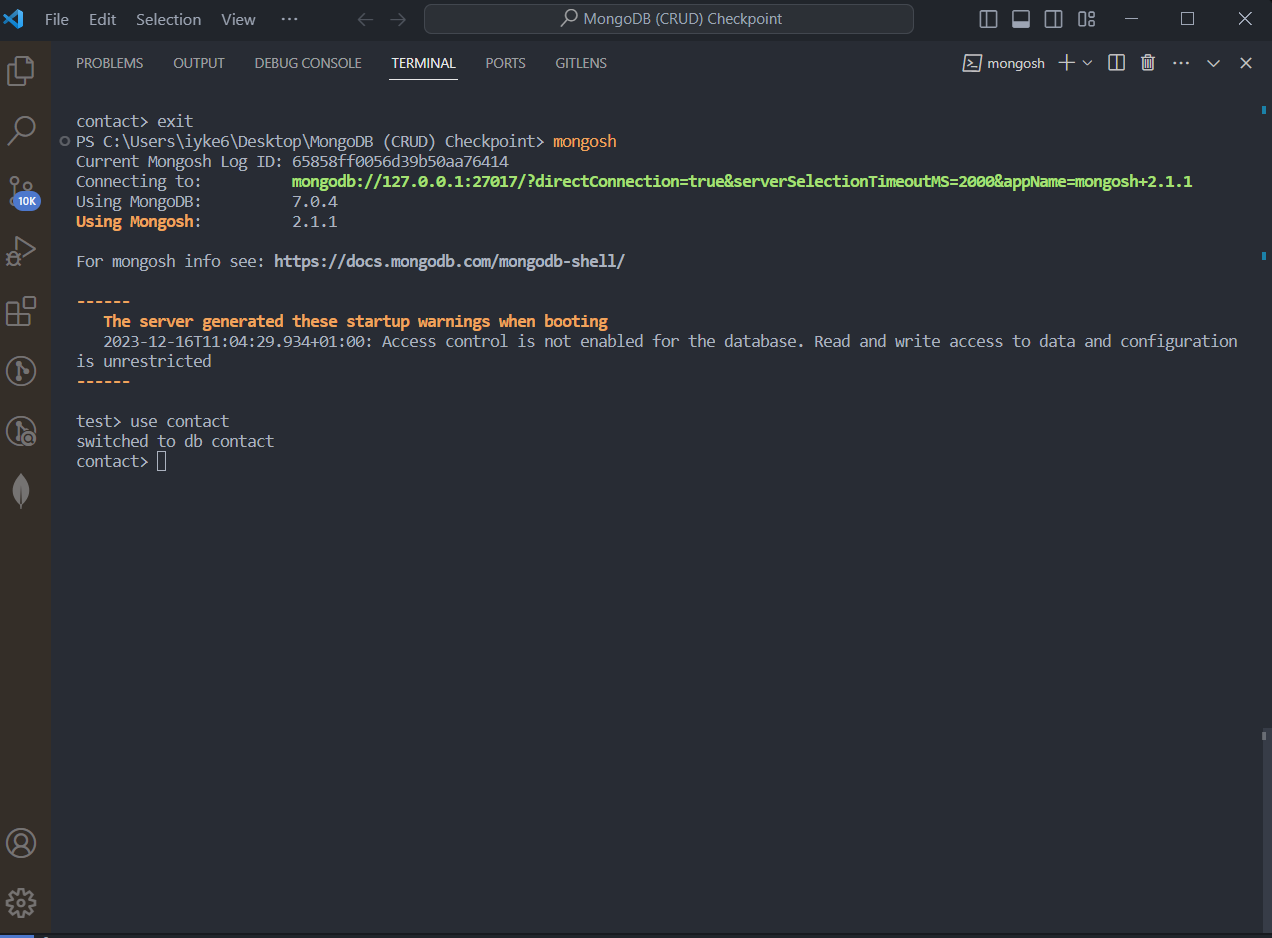 File Edit Selection View ···
MongoDB (CRUD) Checkpoint
PROBLEMS OUTPUT DEBUG CONSOLE TERMINAL PORTS GITLENS
mongosh
10K
contact> exit
PS C:\Users\iyke6\Desktop\MongoDB (CRUD) Checkpoint> mongosh
Current Mongosh Log ID: 65858ff0056d39b50aa76414
Connecting to: mongodb://127.0.0.1:27017/?directConnection=true&serverSelectionTimeoutMS=2000&appName=mongosh+2.1.1
Using MongoDB: 7.0.4
Using Mongosh: 2.1.1
For mongosh info see: https://docs.mongodb.com/mongodb-shell/
------
The server generated these startup warnings when booting
2023-12-16T11:04:29.934+01:00: Access control is not enabled for the database. Read and write access to data and configuration
is unrestricted
------
test> use contact
switched to db contact
contact>